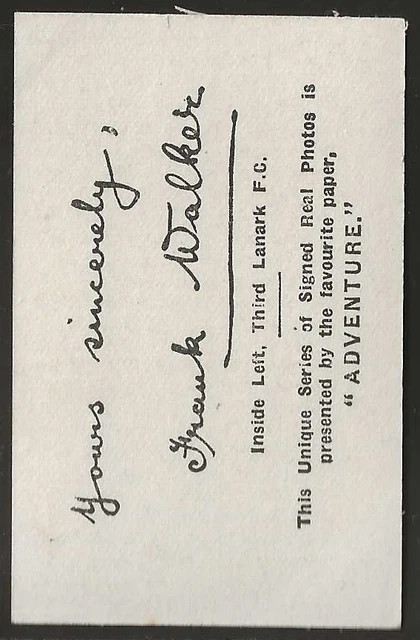 Yours sincerely,
Frank Walker.
Inside Left, Third Lanark F.C.
This Unique Series of Signed Real Photos is
presented by the favourite paper,
"ADVENTURE."